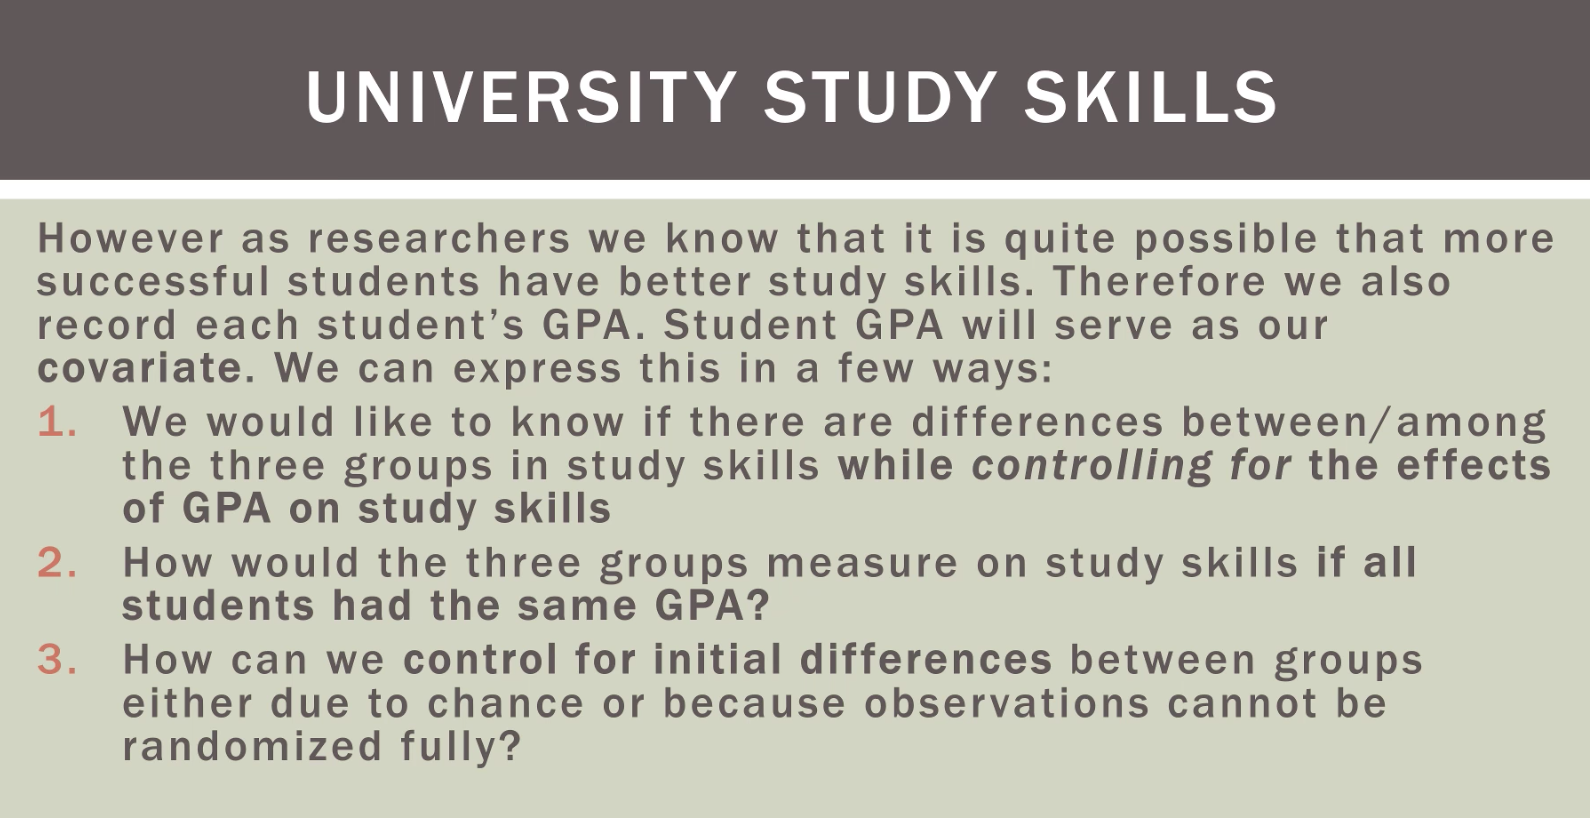 UNIVERSITY STUDY SKILLS
However as researchers we know that it is quite possible that more
successful students have better study skills. Therefore we also
record each student’s GPA. Student GPA will serve as our
covariate. We can express this in a few ways:
1. We would like to know if there are differences between/among
the three groups in study skills while controlling for the effects
of GPA on study skills
2. How would the three groups measure on study skills if all
students had the same GPA?
3. How can we control for initial differences between groups
either due to chance or because observations cannot be
randomized fully?